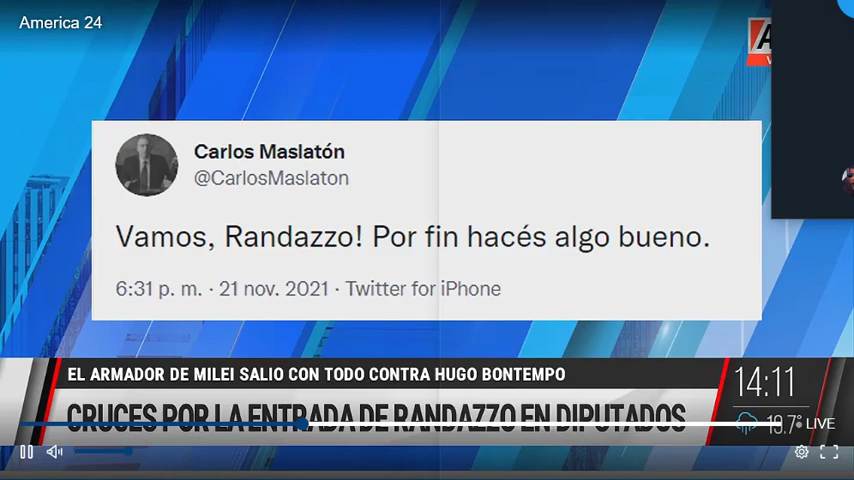 America 24
A
Carlos Maslatón
@CarlosMaslaton
Vamos, Randazzo! Por fin hacés algo bueno.
6:31 p. m. · 21 nov. 2021 · Twitter for iPhone
EL ARMADOR DE MILEI SALIO CON TODO CONTRA HUGO BONTEMPO
14:11
CRUCES POR LA ENTRADA DE RANDAZZO EN DIPUTADOS
19.7° LIVE